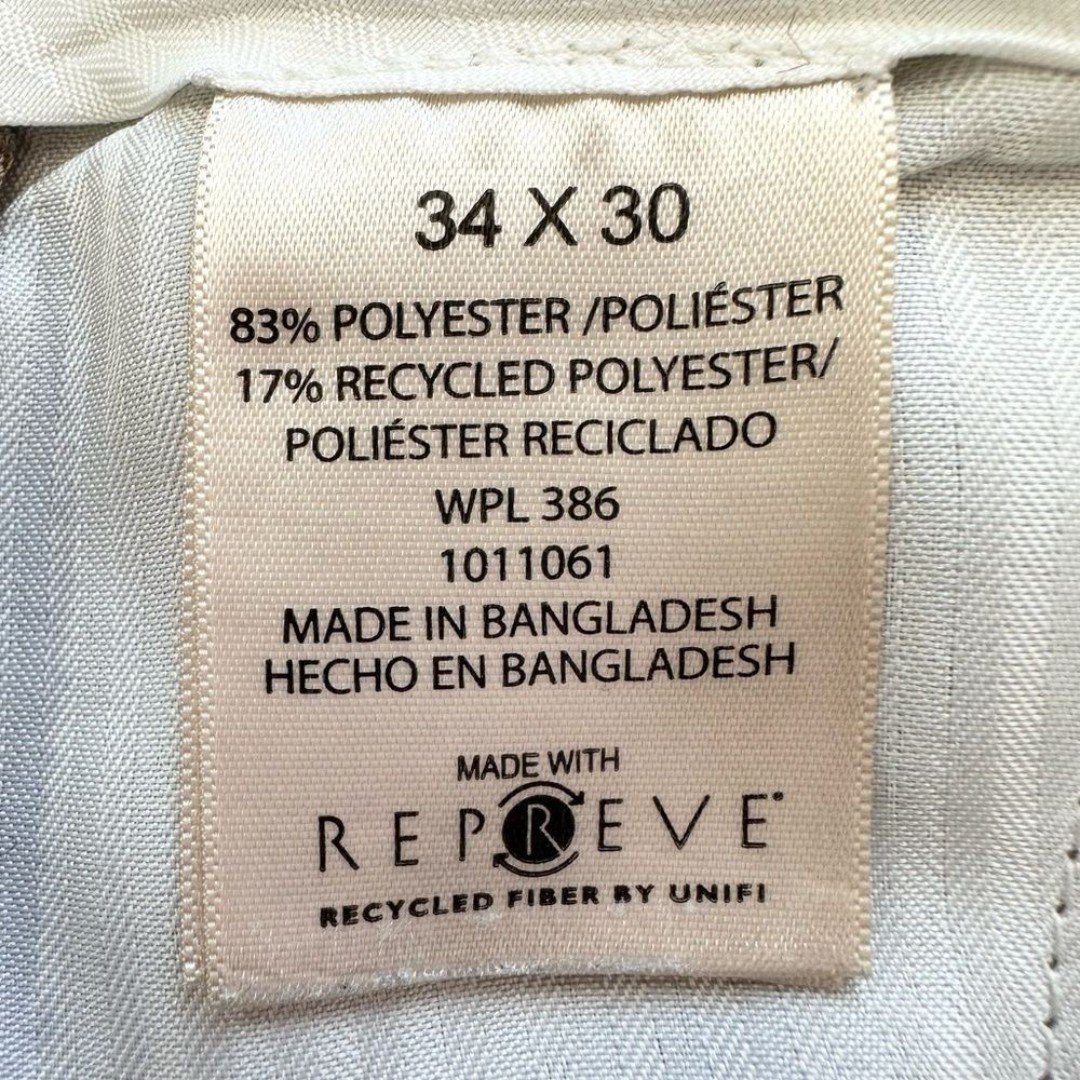 34 X 30
83% POLYESTER /POLIÉSTER
17% RECYCLED POLYESTER/
POLIÉSTER RECICLADO
WPL 386
1011061
MADE IN BANGLADESH
HECHO EN BANGLADESH
MADE WITH
REPREVE®
RECYCLED FIBER BY UNIFI